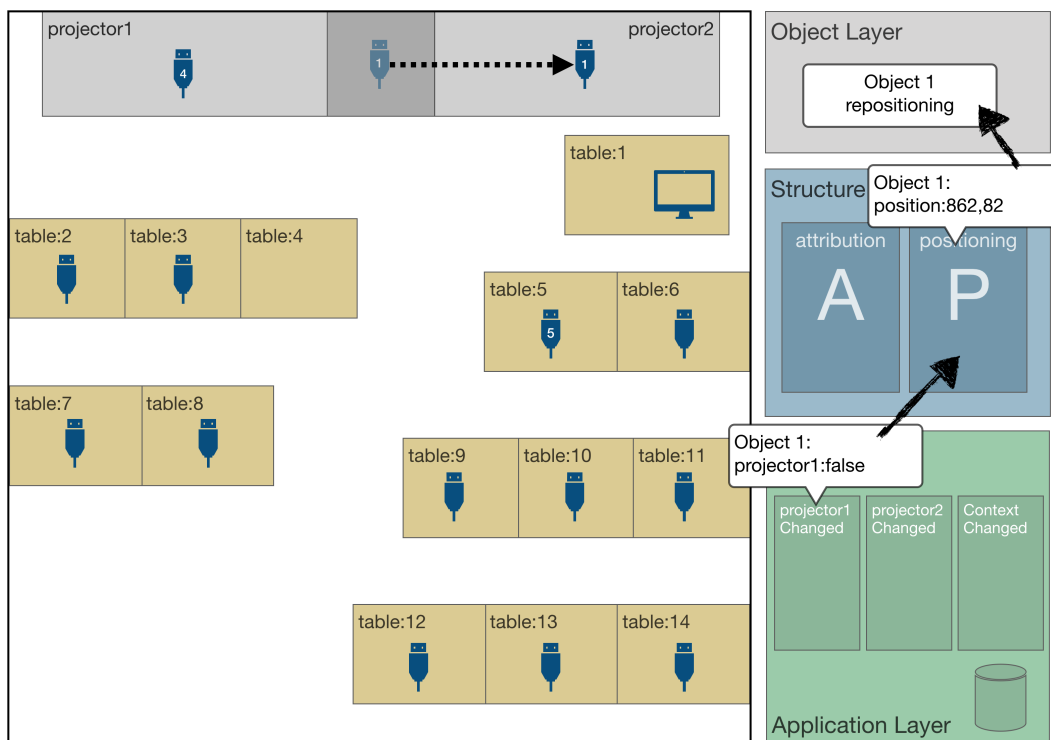 projector1
projector2
4
1
1
table:1
table:2
table:3
table:4
table:5
table:6
5
table:7
table:8
table:9
table:10
table:11
table:12
table:13
table:14
Object Layer
Object 1
repositioning
Structure
Object 1:
position:862,82
attribution
positioning
A
P
Object 1:
projector1:false
projector1
Changed
projector2
Changed
Context
Changed
Application Layer